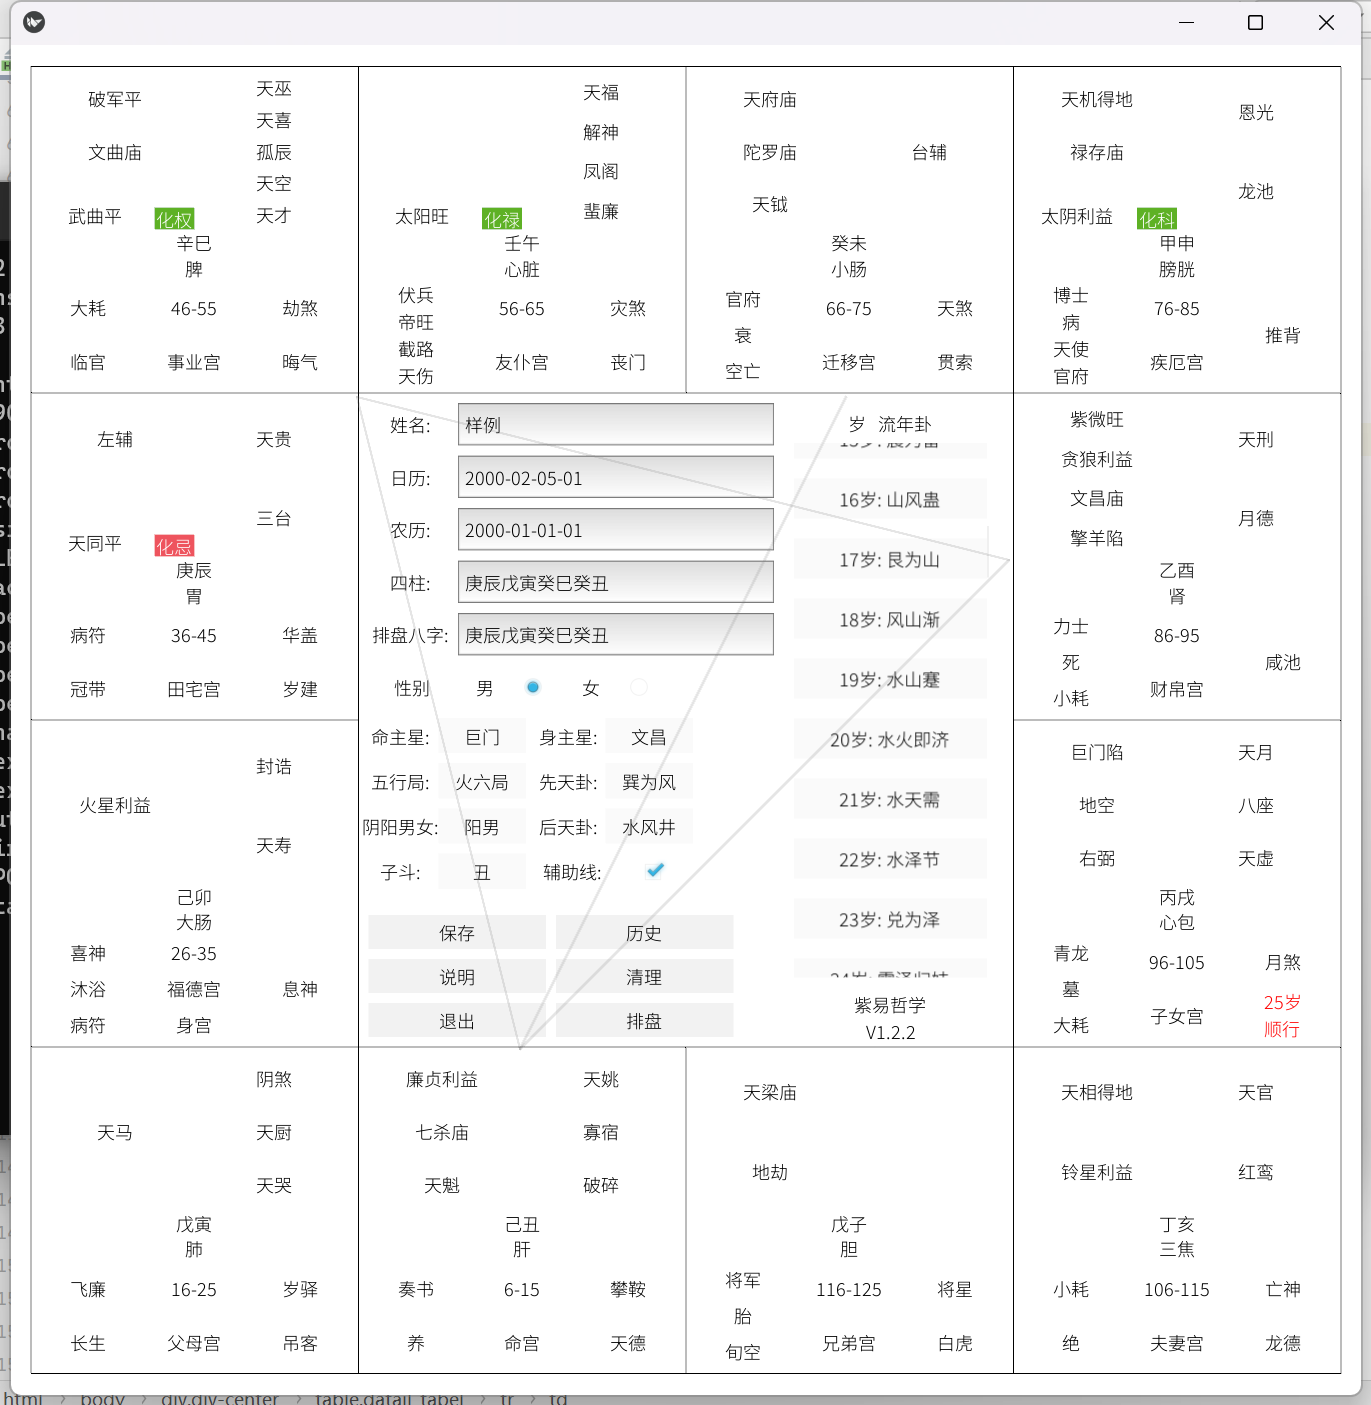 破军平
天巫
天喜
文曲庙
孤辰
天空
武曲平 化权 天才
辛巳
脾
大耗 46-55 劫煞
临官 事业宫 晦气
天福
解神
凤阁
太阳旺 化禄 蜚廉
壬午
心脏
伏兵
帝旺
56-65 灾煞
截路
天伤
友仆宫 丧门
天府庙
陀罗庙 台辅
天钺
癸未
小肠
官府
66-75 天煞
衰
空亡
迁移宫 贯索
天机得地
恩光
禄存庙
龙池
太阴利益 化科
甲申
膀胱
博士
病
76-85
天使
官府
疾厄宫
推背
左辅 天贵
三台
天同平 化忌
庚辰
胃
病符 36-45 华盖
冠带 田宅宫 岁建
姓名: 样例
日历: 2000-02-05-01
农历: 2000-01-01-01
四柱: 庚辰戊寅癸巳癸丑
排盘八字: 庚辰戊寅癸巳癸丑
性别 男 女
命主星: 巨门 身主星: 文昌
五行局: 火六局 先天卦: 巽为风
阴阳男女: 阳男 后天卦: 水风井
子斗: 丑 辅助线:
保存 历史
说明 清理
退出 排盘
岁 流年卦
16岁: 山风蛊
17岁: 艮为山
18岁: 风山渐
19岁: 水山蹇
20岁: 水火即济
21岁: 水天需
22岁: 水泽节
23岁: 兑为泽
紫易哲学
V1.2.2
紫微旺
天刑
贪狼利益
文昌庙
月德
擎羊陷
乙酉
肾
力士
86-95
死
咸池
小耗
财帛宫
火星利益
封诰
天寿
己卯
大肠
喜神 26-35
沐浴 福德宫 息神
病符 身宫
巨门陷 天月
地空 八座
右弼 天虚
丙戌
心包
青龙
96-105 月煞
墓
大耗
子女宫
25岁
顺行
阴煞
天马 天厨
天哭
戊寅
肺
飞廉 16-25 岁驿
长生 父母宫 吊客
廉贞利益 天姚
七杀庙 寡宿
天魁 破碎
己丑
肝
奏书 6-15 攀鞍
养 命宫 天德
天梁庙
地劫
戊子
胆
将军
116-125 将星
胎
旬空
兄弟宫 白虎
天相得地 天官
铃星利益 红鸾
丁亥
三焦
小耗 106-115 亡神
绝 夫妻宫 龙德